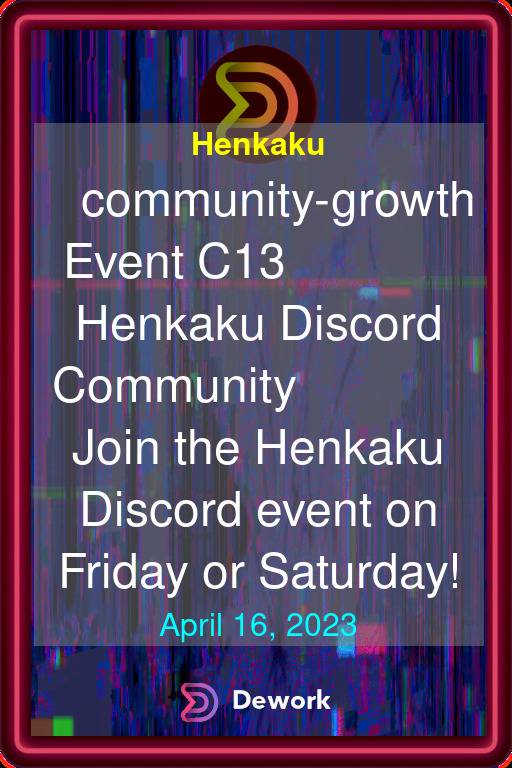 Henkaku
community-growth
Event C13
Henkaku Discord
Community
Join the Henkaku
Discord event on
Friday or Saturday!
April 16, 2023
Dework